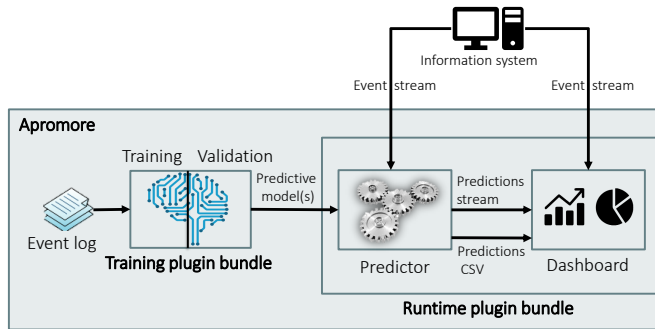 Information system
Event stream
Event stream
Apromore
Training
Validation
Predictive
model(s)
Predictions
stream
Event log
Predictions
CSV
Training plugin bundle
Predictor
Dashboard
Runtime plugin bundle